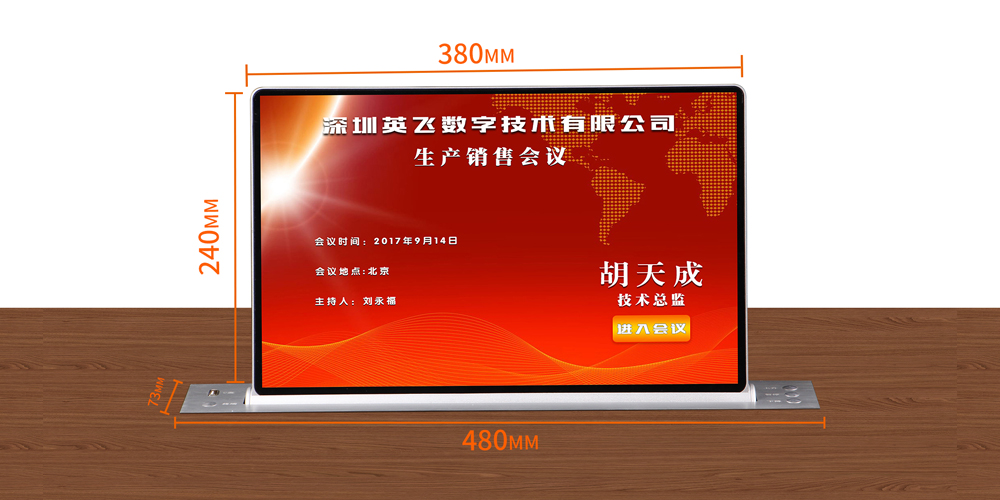 380MM
240MM
深圳英飞数字技术有限公司
生产销售会议
会议时间：2017年9月14日
会议地点:北京
主持人：刘永福
胡天成
技术总监
进入会议
73MM
480MM